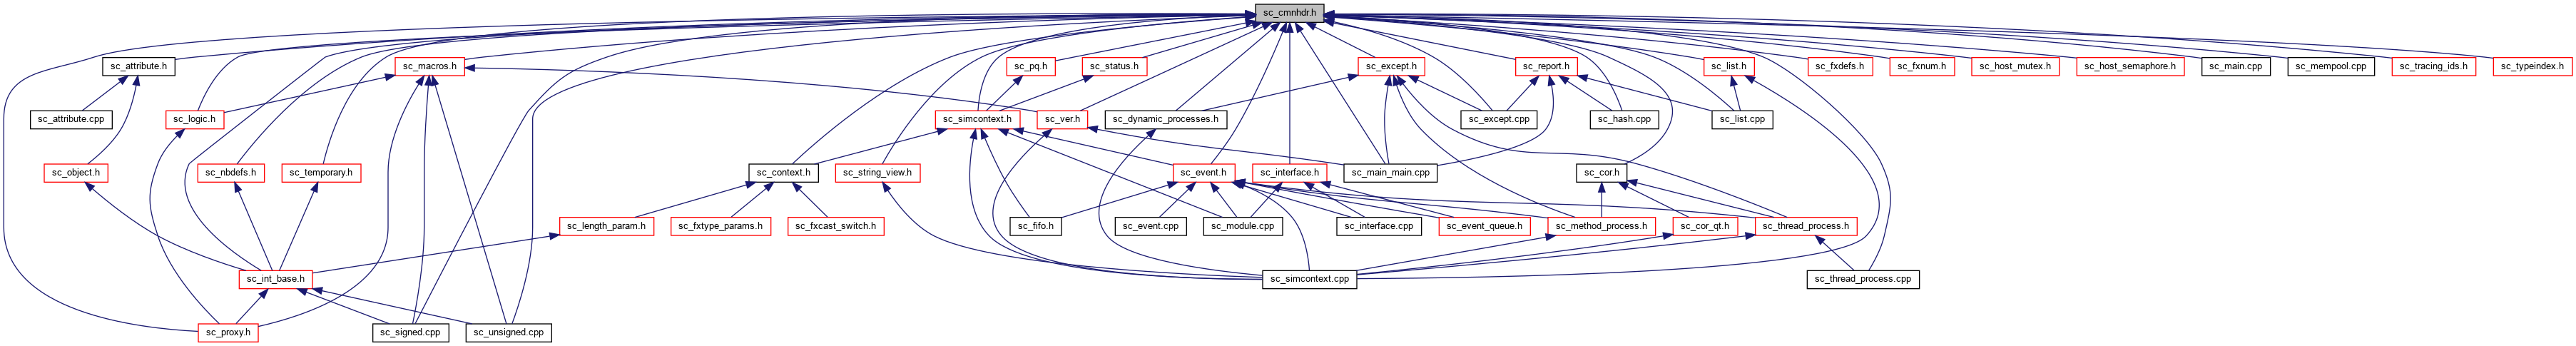 sc_cmnhdr.h
sc_attribute.h
sc_macros.h
sc_pq.h
sc_status.h
sc_except.h
sc_report.h
sc_list.h
sc_fxdefs.h
sc_fxnum.h
sc_host_mutex.h
sc_host_semaphore.h
sc_main.cpp
sc_mempool.cpp
sc_tracing_ids.h
sc_typeindex.h
sc_attribute.cpp
sc_logic.h
sc_simcontext.h
sc_ver.h
sc_dynamic_processes.h
sc_except.cpp
sc_hash.cpp
sc_list.cpp
sc_object.h
sc_nbdefs.h
sc_temporary.h
sc_context.h
sc_string_view.h
sc_event.h
sc_interface.h
sc_main_main.cpp
sc_cor.h
sc_length_param.h
sc_fxtype_params.h
sc_fxcast_switch.h
sc_fifo.h
sc_event.cpp
sc_module.cpp
sc_interface.cpp
sc_event_queue.h
sc_method_process.h
sc_cor_qt.h
sc_thread_process.h
sc_int_base.h
sc_simcontext.cpp
sc_thread_process.cpp
sc_proxy.h
sc_signed.cpp
sc_unsigned.cpp